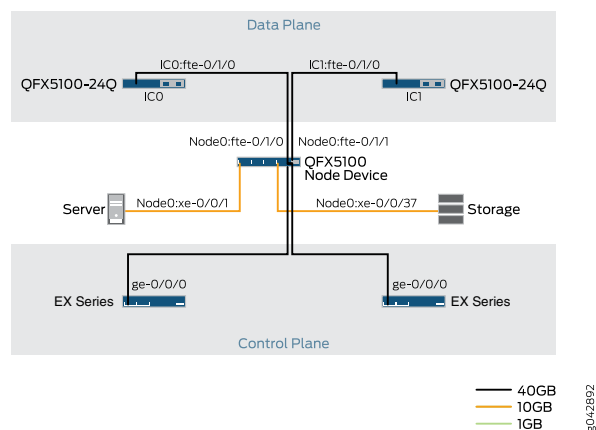 Data Plane
IC0:fte-0/1/0
IC1:fte-0/1/0
QFX5100-24Q
IC0
IC1
QFX5100-24Q
Node0:fte-0/1/0
Node0:fte-0/1/1
QFX5100
Node Device
Server
Node0:xe-0/0/1
Node0:xe-0/0/37
Storage
ge-0/0/0
ge-0/0/0
EX Series
EX Series
Control Plane
40GB
10GB
1GB
g042892